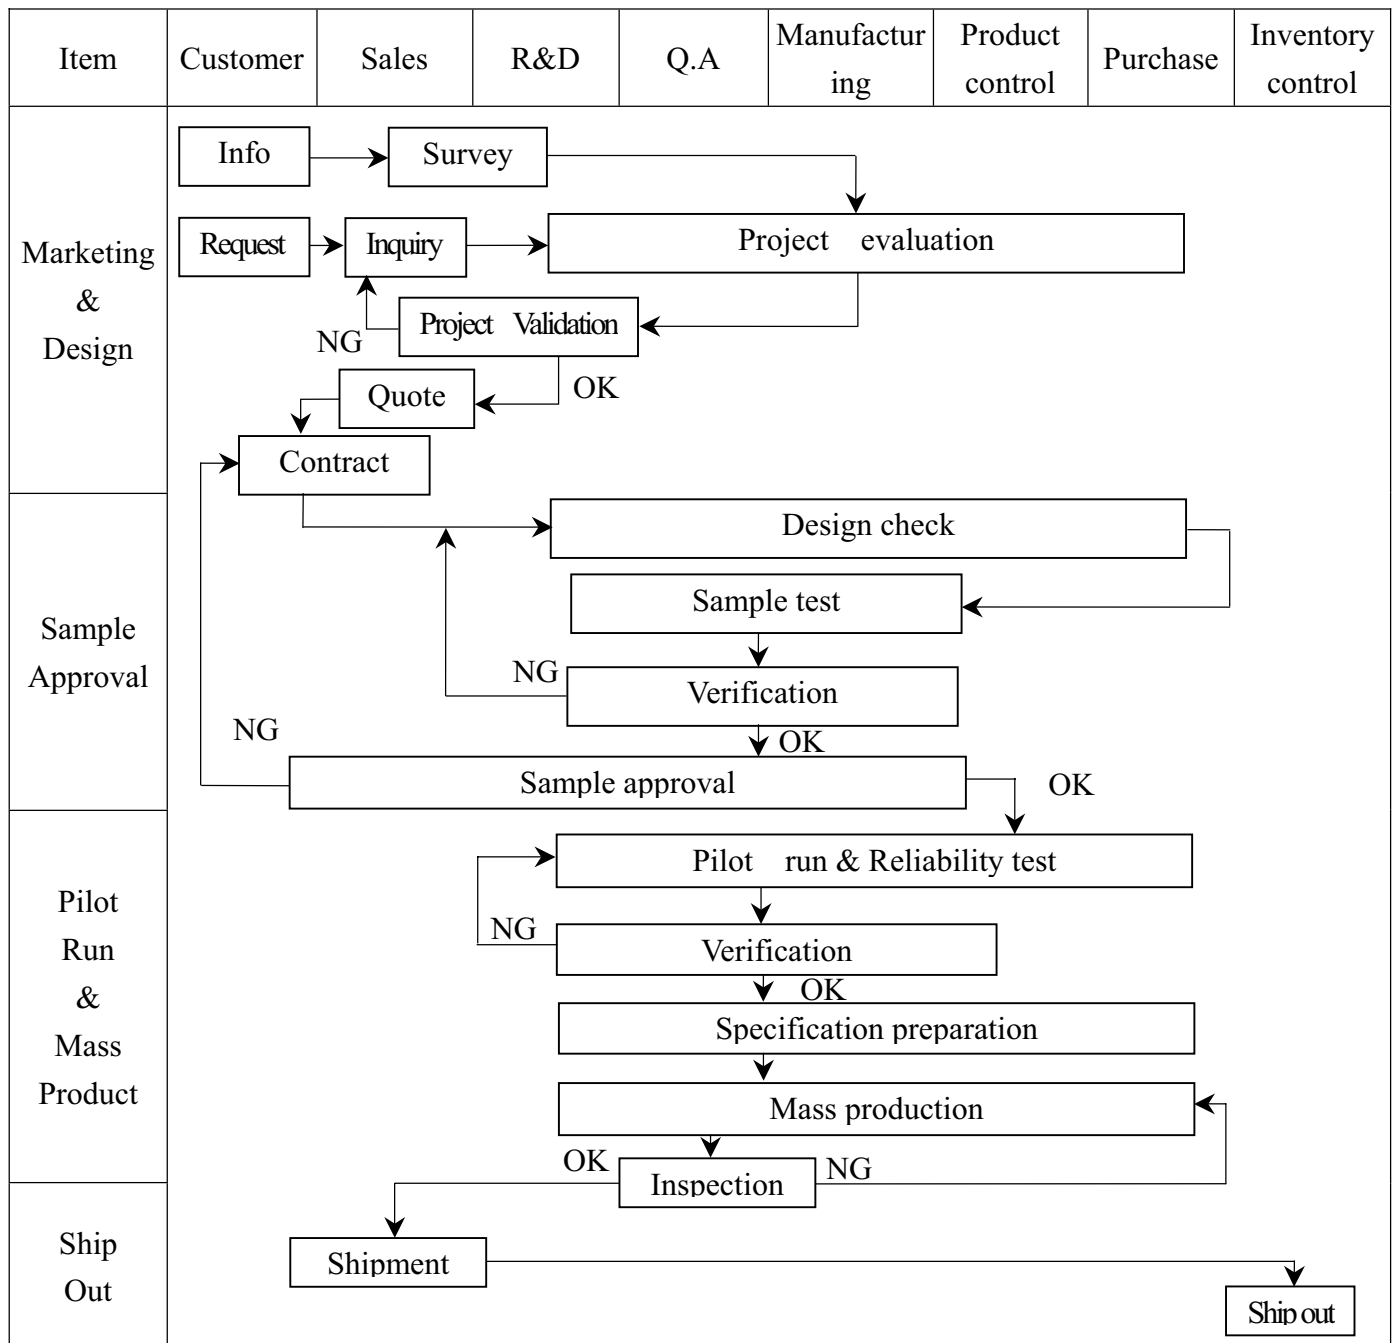 Item
Customer
Sales
R&D
Q.A
Manufactur
ing
Product
control
Purchase
Inventory
control
Marketing
&
Design
Info
Survey
Request
Inquiry
Project evaluation
NG
Project Validation
OK
Quote
Contract
Sample
Approval
Design check
Sample test
NG
Verification
NG
OK
Sample approval
OK
Pilot
Run
&
Mass
Product
Pilot run & Reliability test
NG
Verification
OK
Specification preparation
Mass production
OK
Inspection
NG
Ship
Out
Shipment
Ship out